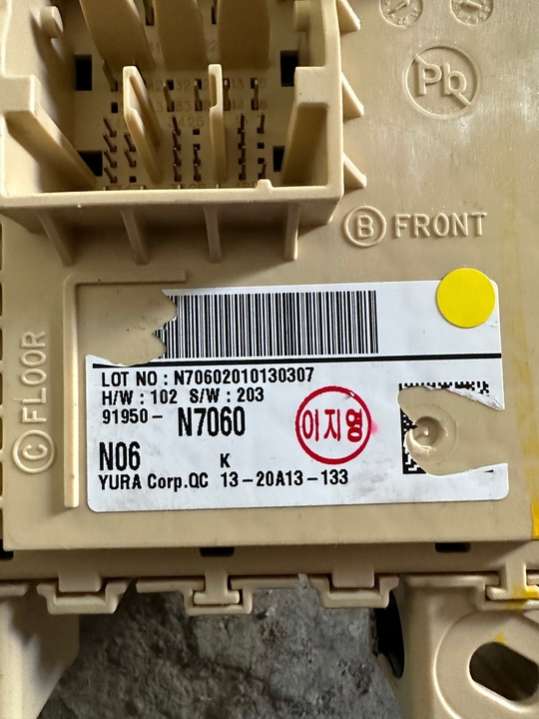 Pb
B FRONT
C FLOOR
LOT NO : N70602010130307
H/W : 102 S/W : 203
91950- N7060
이지영
N06 K
YURA Corp.QC 13-20A13-133